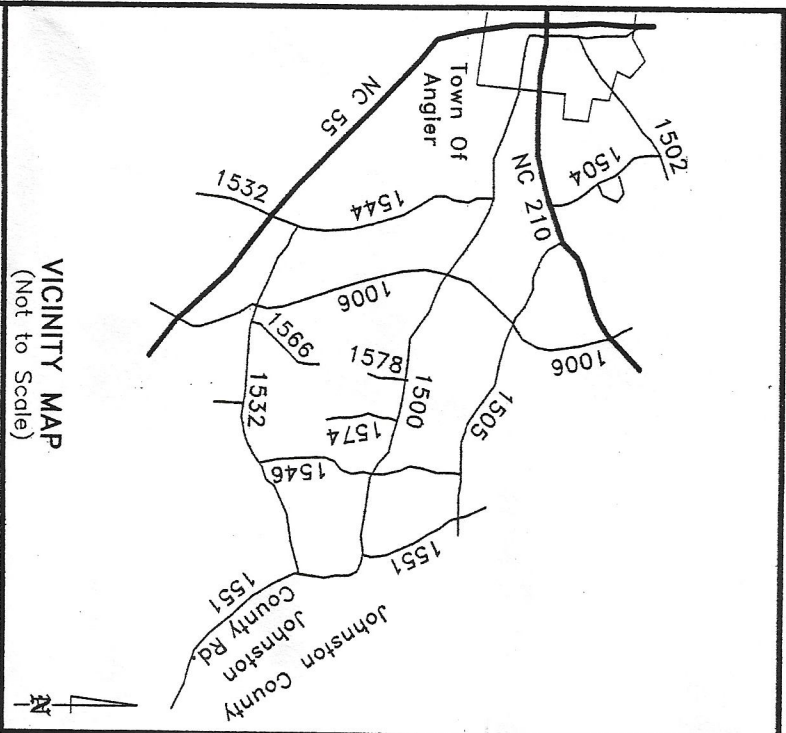 1502
1504
Town Of
Angier
NC 55
NC 210
1532
1544
1006
1006
1566
1578
1500
1505
1532
1574
1546
1551
1551
Johnston
County Rd.
Johnston County
VICINITY MAP
(Not to Scale)
N